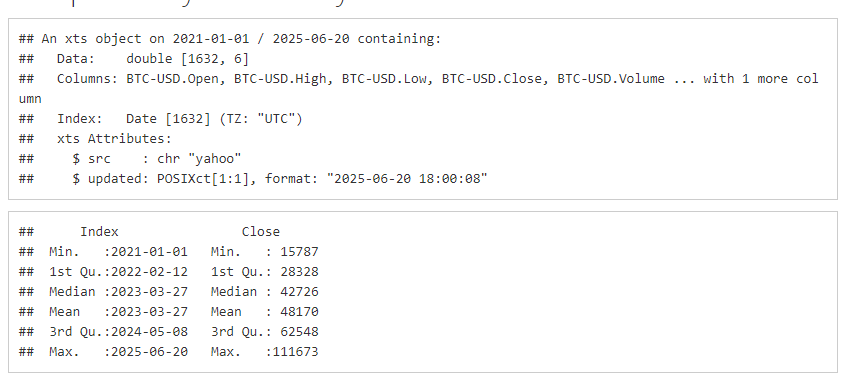 ## An xts object on 2021-01-01 / 2025-06-20 containing:
##   Data:    double [1632, 6]
##   Columns: BTC-USD.Open, BTC-USD.High, BTC-USD.Low, BTC-USD.Close, BTC-USD.Volume ... with 1 more col
umn
##   Index:   Date [1632] (TZ: "UTC")
##   xts Attributes:
##     $ src    : chr "yahoo"
##     $ updated: POSIXct[1:1], format: "2025-06-20 18:00:08"
##      Index                Close
##  Min.   :2021-01-01   Min.   : 15787
##  1st Qu.:2022-02-12   1st Qu.: 28328
##  Median :2023-03-27   Median : 42726
##  Mean   :2023-03-27   Mean   : 48170
##  3rd Qu.:2024-05-08   3rd Qu.: 62548
##  Max.   :2025-06-20   Max.   :111673